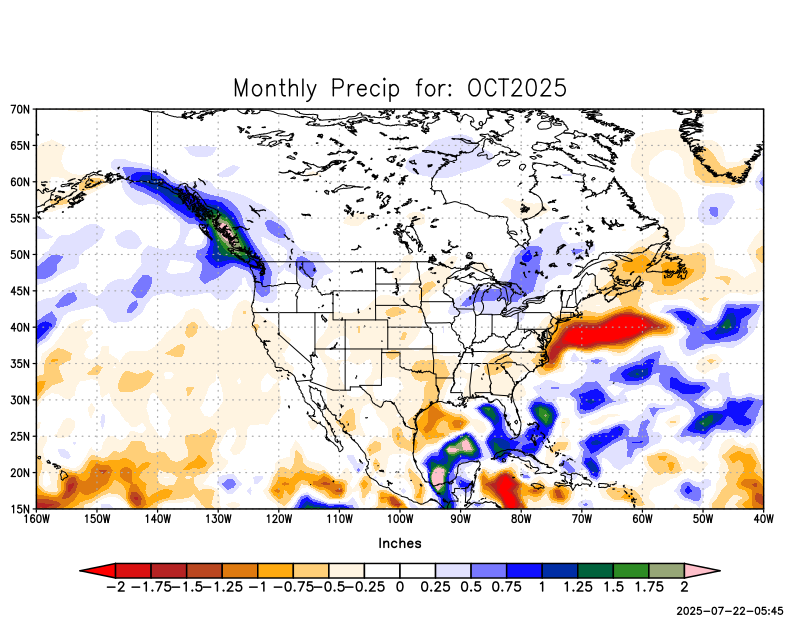 Monthly Precip for: OCT2025
70N
65N
60N
55N
50N
45N
40N
35N
30N
25N
20N
15N
160W 150W 140W 130W 120W 110W 100W 90W 80W 70W 60W 50W 40W
Inches
−2 −1.75−1.5−1.25 −1 −0.75−0.5−0.25 0 0.25 0.5 0.75 1 1.25 1.5 1.75 2
2025-07-22-05:45